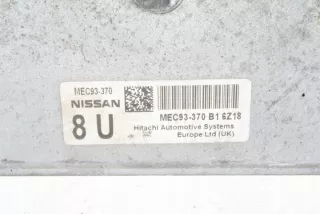 MEC93-370
NISSAN
8 U
MEC93-370 B1 6Z18
Hitachi Automotive Systems
Europe Ltd (UK)